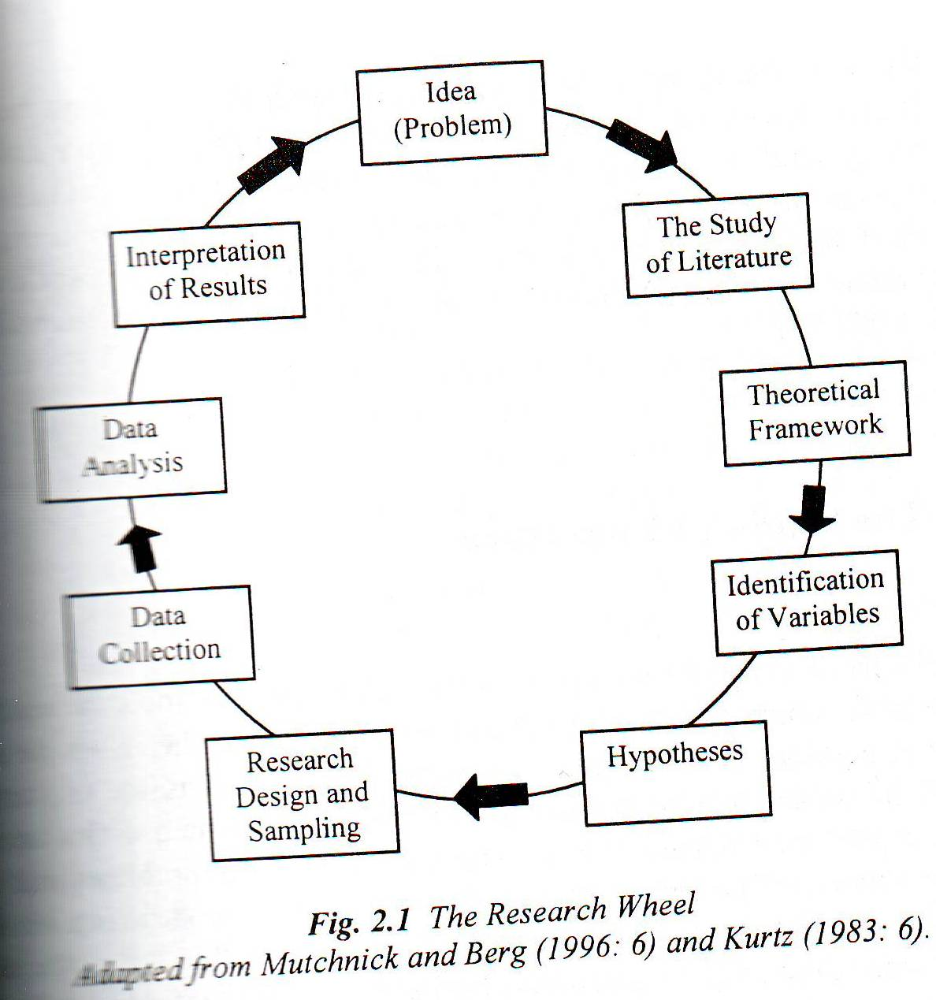 Idea
(Problem)
The Study
of Literature
Theoretical
Framework
Identification
of Variables
Hypotheses
Research
Design and
Sampling
Data
Collection
Data
Analysis
Interpretation
of Results
Fig. 2.1 The Research Wheel
Adapted from Mutchnick and Berg (1996: 6) and Kurtz (1983: 6).